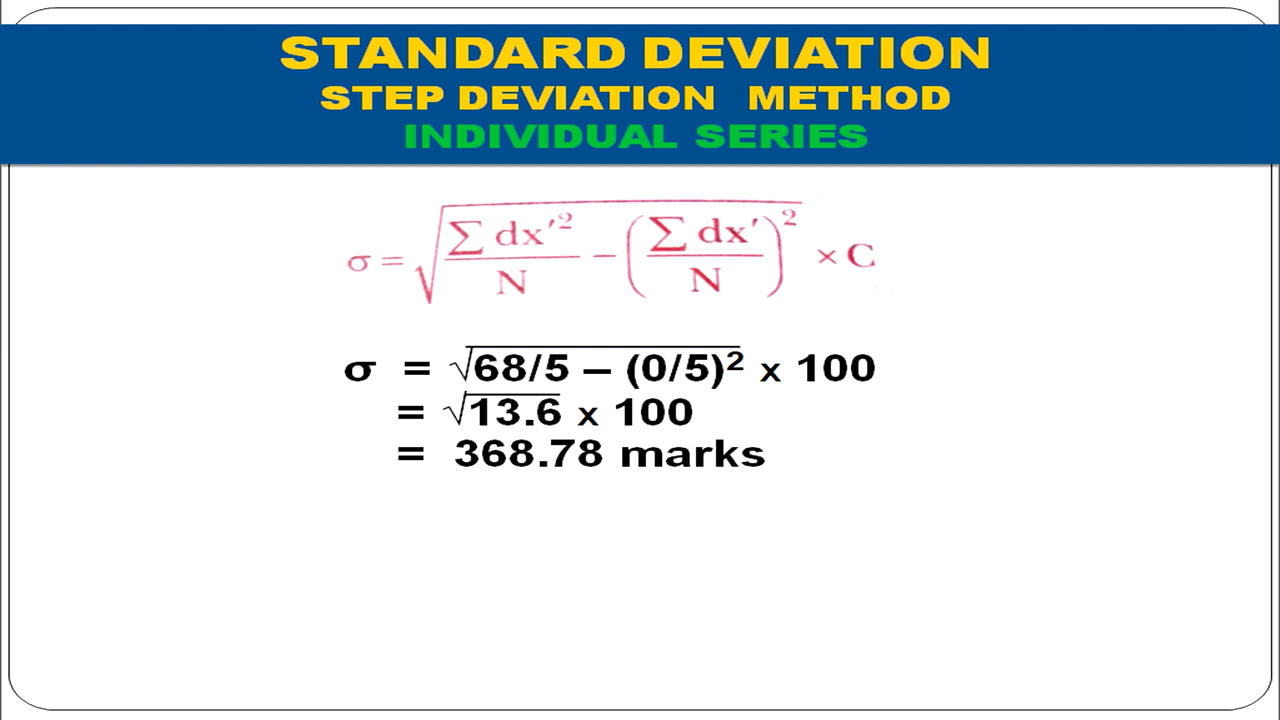 STANDARD DEVIATION
STEP DEVIATION METHOD
INDIVIDUAL SERIES
σ = √(∑ dx′² / N − (∑ dx′ / N)²) × C
σ = √68/5 – (0/5)² x 100
= √13.6 x 100
= 368.78 marks